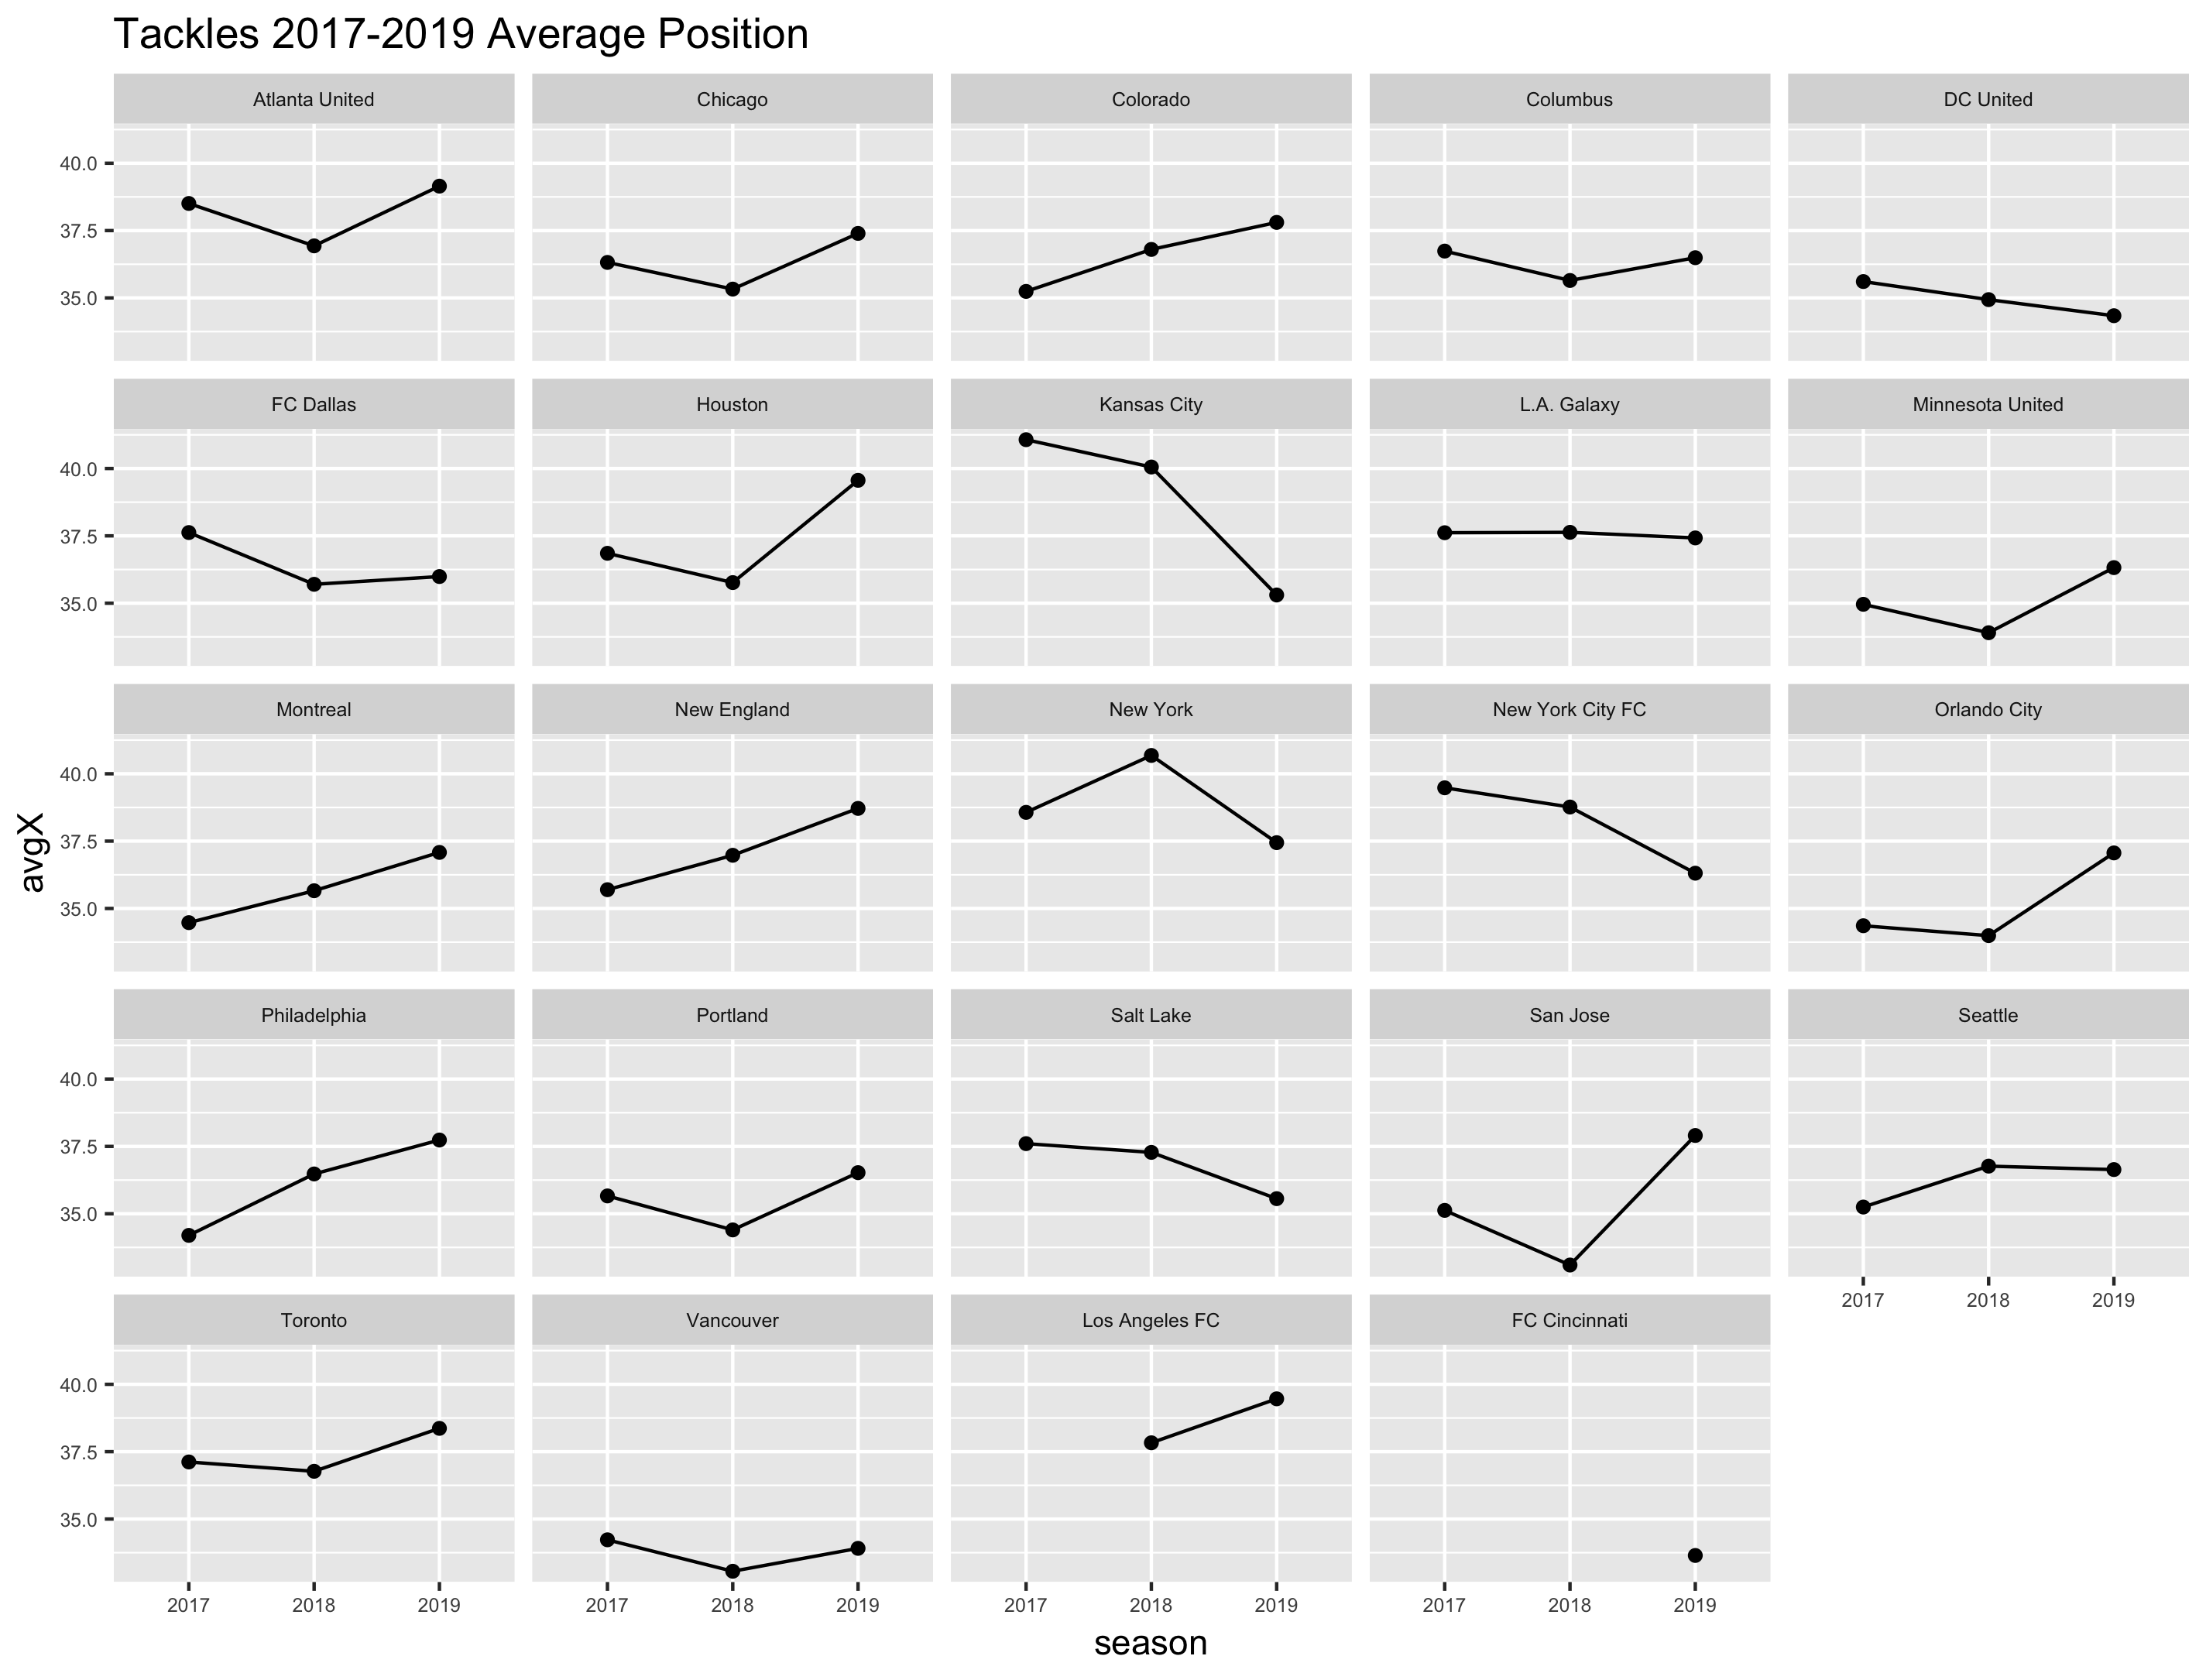 Tackles 2017-2019 Average Position
Atlanta United Chicago Colorado Columbus DC United
40.0
37.5
35.0
FC Dallas Houston Kansas City L.A. Galaxy Minnesota United
40.0
37.5
35.0
Montreal New England New York New York City FC Orlando City
40.0
37.5
35.0
avgX
Philadelphia Portland Salt Lake San Jose Seattle
40.0
37.5
35.0
2017 2018 2019
Toronto Vancouver Los Angeles FC FC Cincinnati
40.0
37.5
35.0
2017 2018 2019 2017 2018 2019 2017 2018 2019 2017 2018 2019
season